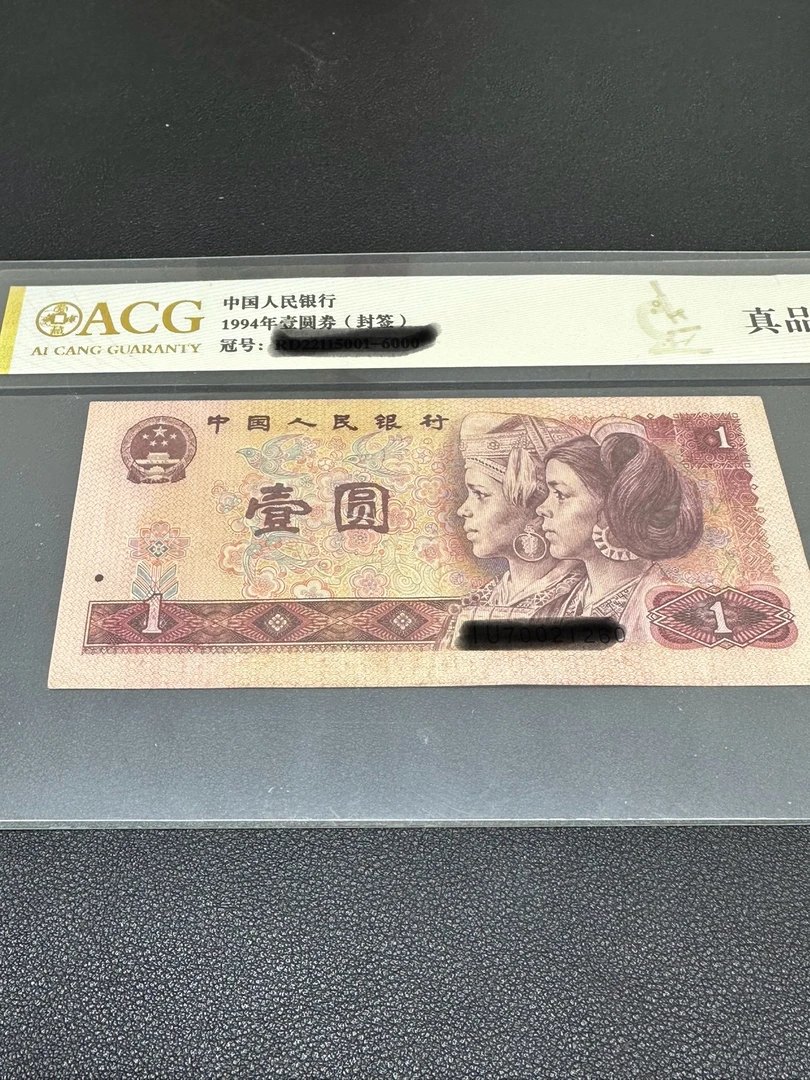 ACG
AI CANG GUARANTY
中国人民银行
1994年壹圆券（封签）
冠号：
真品
中国人民银行
1
壹圆
1
1